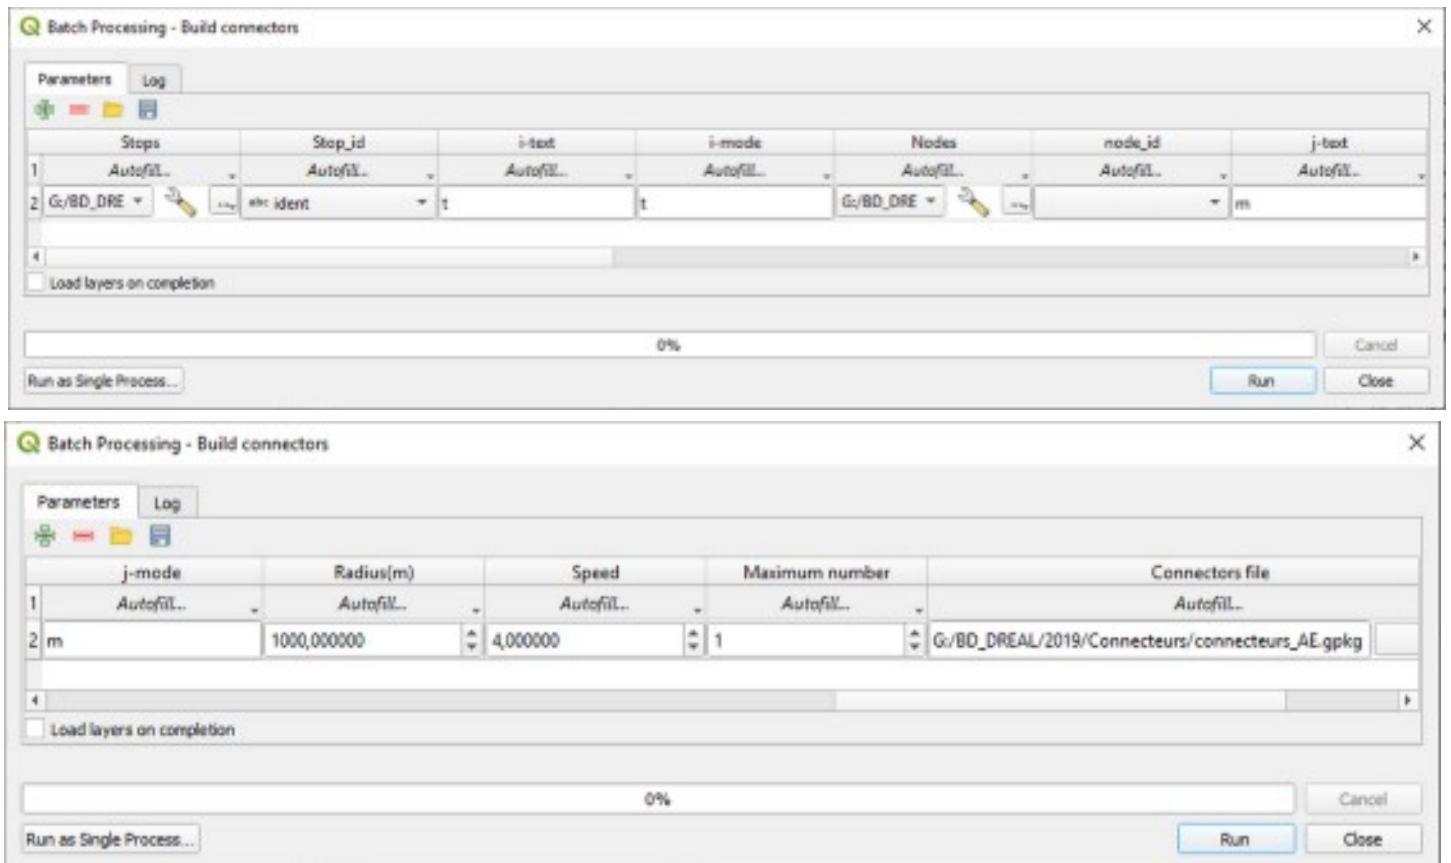 Batch Processing - Build connectors
Parameters Log
Stops Stop_id i-text i-mode Nodes node_id j-text
1 Autofill... Autofill... Autofill... Autofill... Autofill... Autofill... Autofill...
2 G:/BD_DRE ... abc ident t t G:/BD_DRE ... m
Load layers on completion
0%
Cancel
Run as Single Process... Run Close
Batch Processing - Build connectors
Parameters Log
j-mode Radius(m) Speed Maximum number Connectors file
1 Autofill... Autofill... Autofill... Autofill... Autofill...
2 m 1000,000000 4,000000 1 G:/BD_DREAL/2019/Connecteurs/connecteurs_AE.gpkg
Load layers on completion
0%
Cancel
Run as Single Process... Run Close